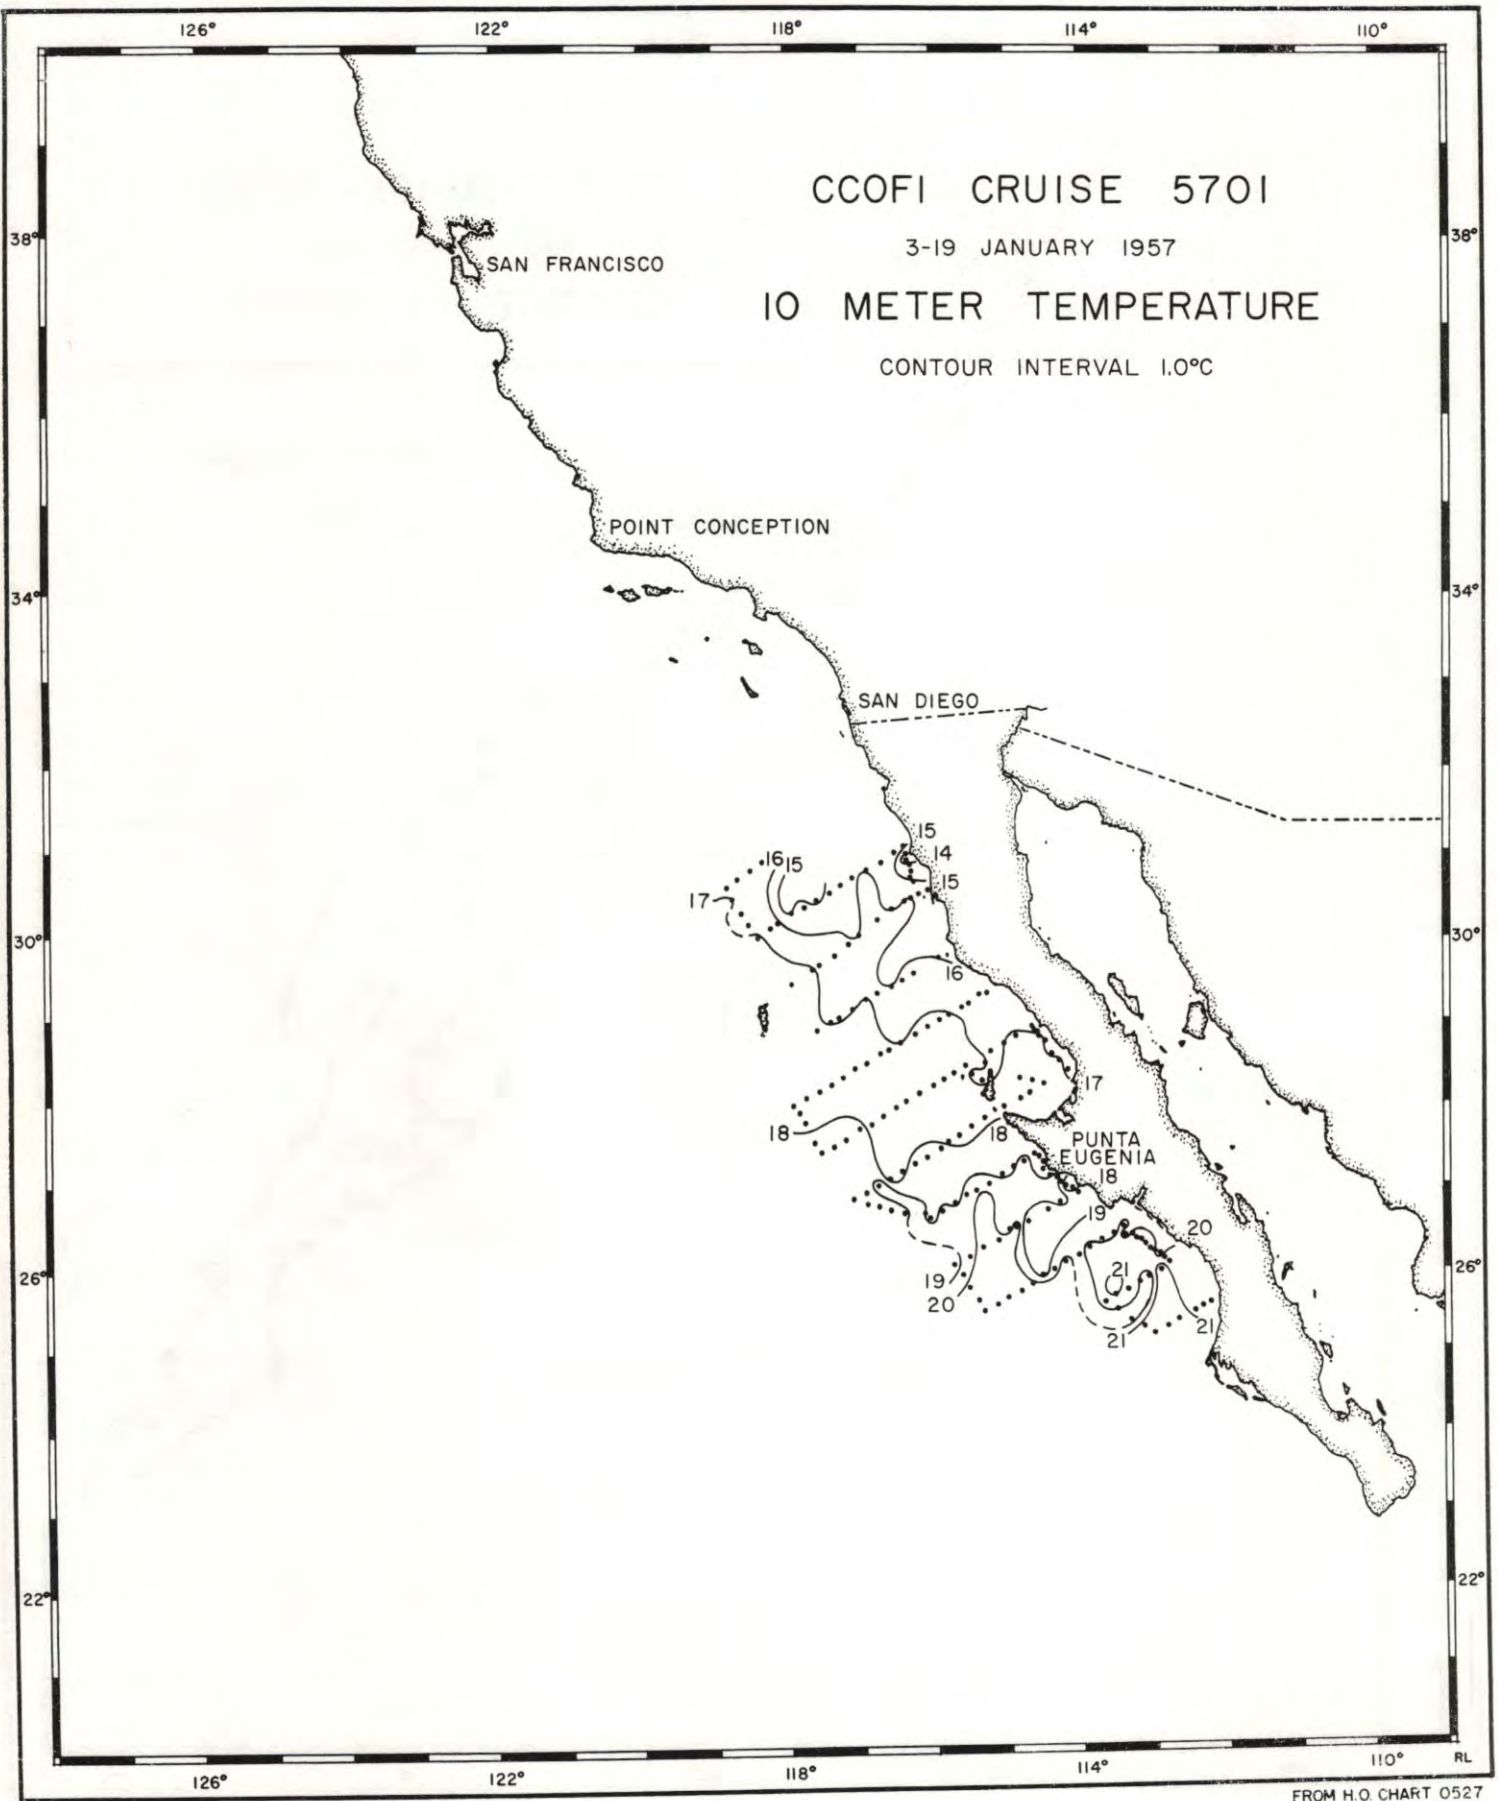 126° 122° 118° 114° 110°
CCOFI CRUISE 5701
3-19 JANUARY 1957
10 METER TEMPERATURE
CONTOUR INTERVAL 1.0°C
38° 38°
SAN FRANCISCO
POINT CONCEPTION
34° 34°
SAN DIEGO
15
14
16 15
15
17
30° 30°
16
17
18
18
PUNTA
EUGENIA
18
19
20
26° 26°
21
19
20
21
21
22° 22°
126° 122° 118° 114° 110°
RL
FROM H.O. CHART 0527